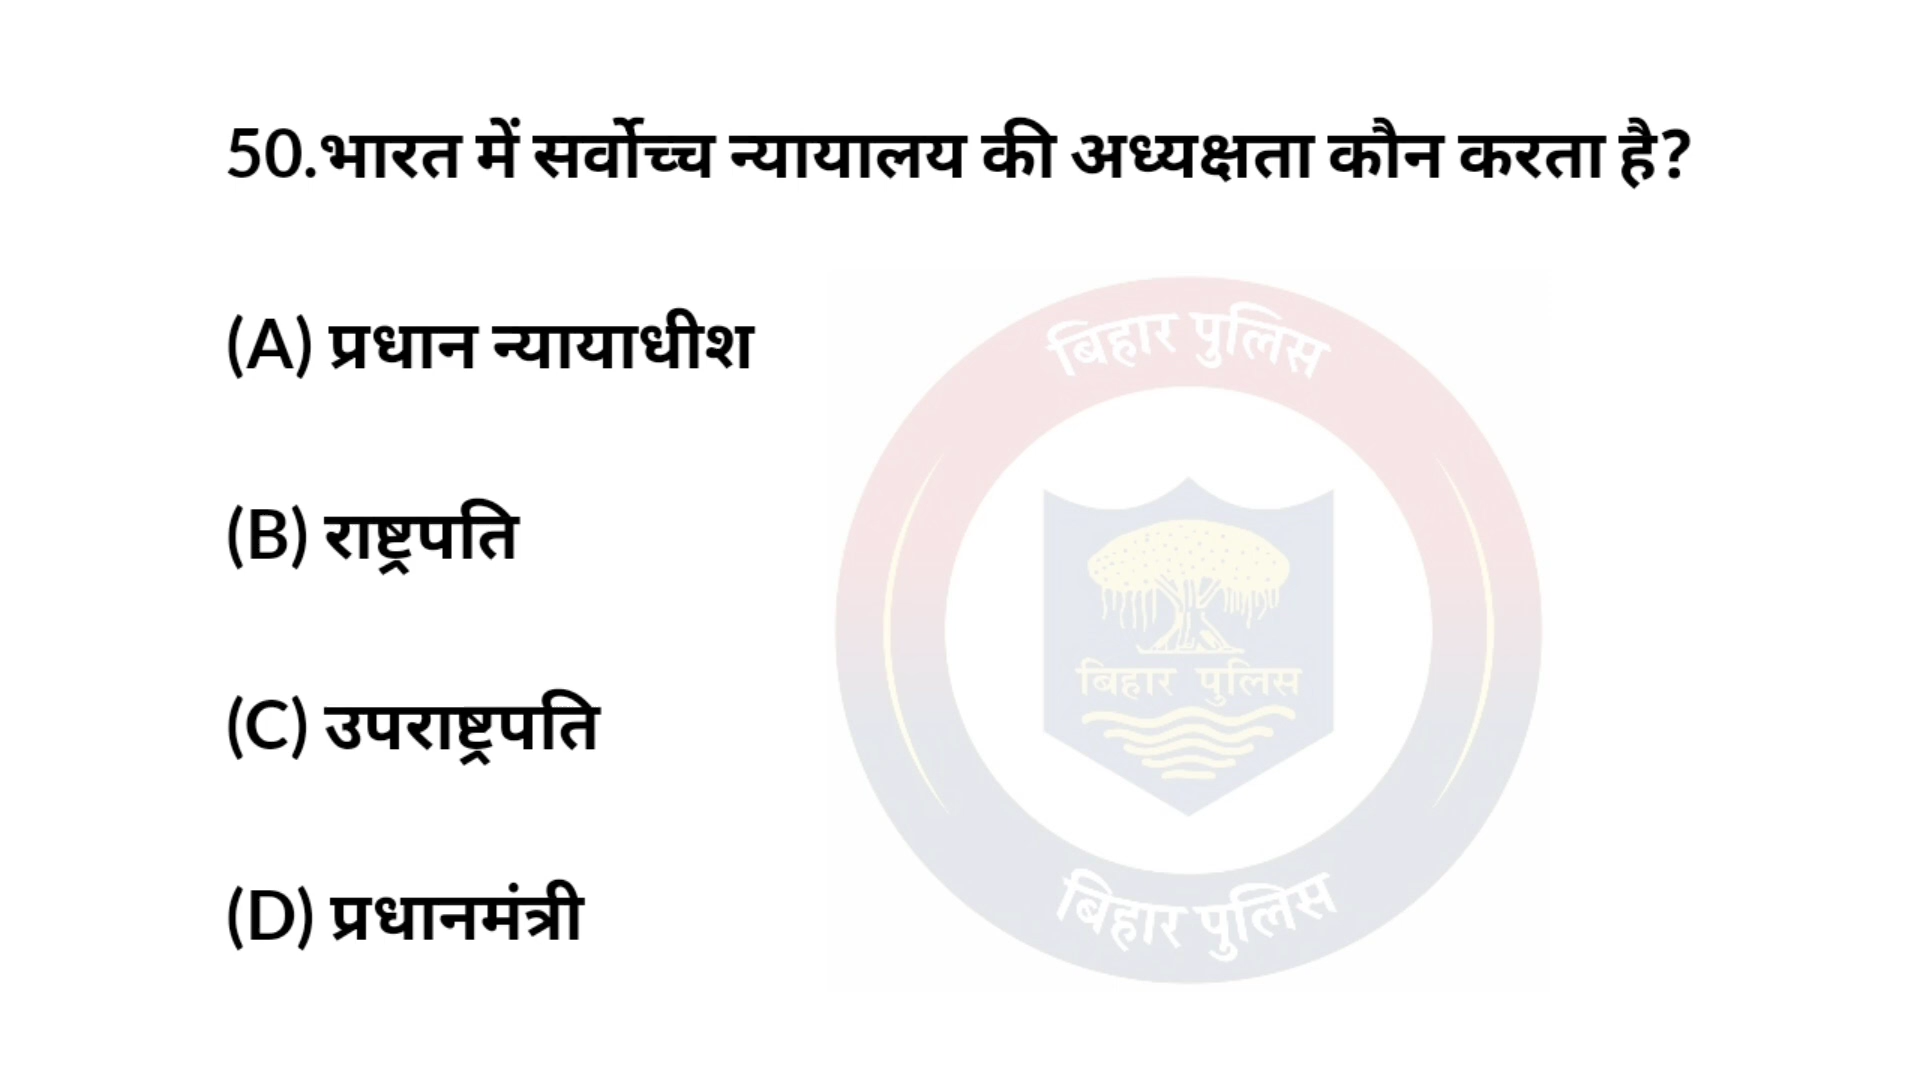 50.भारत में सर्वोच्च न्यायालय की अध्यक्षता कौन करता है?
(A) प्रधान न्यायाधीश
(B) राष्ट्रपति
(C) उपराष्ट्रपति
(D) प्रधानमंत्री
बिहार पुलिस
बिहार पुलिस
बिहार पुलिस